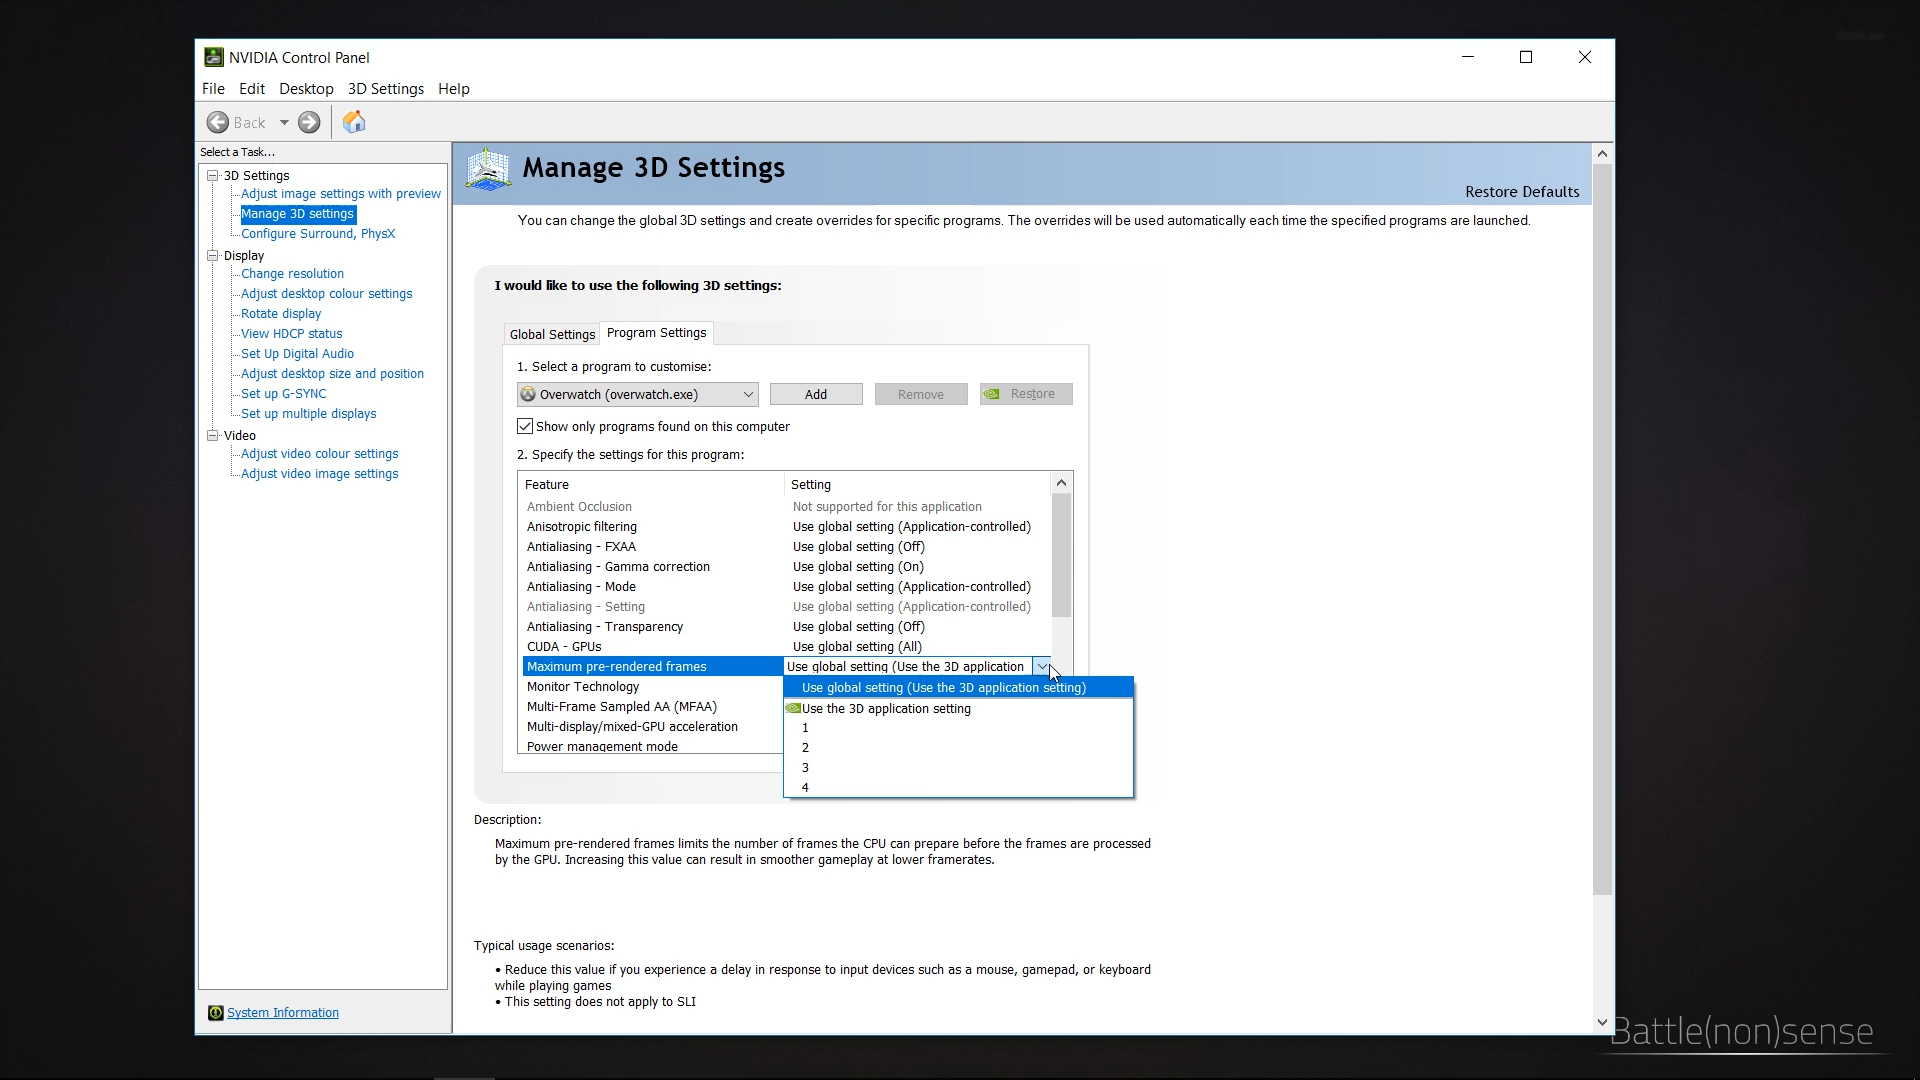 NVIDIA Control Panel
File Edit Desktop 3D Settings Help
Back
Select a Task...
3D Settings
Adjust image settings with preview
Manage 3D settings
Configure Surround, PhysX
Display
Change resolution
Adjust desktop colour settings
Rotate display
View HDCP status
Set Up Digital Audio
Adjust desktop size and position
Set up G-SYNC
Set up multiple displays
Video
Adjust video colour settings
Adjust video image settings
System Information
Manage 3D Settings
Restore Defaults
You can change the global 3D settings and create overrides for specific programs. The overrides will be used automatically each time the specified programs are launched.
I would like to use the following 3D settings:
Global Settings Program Settings
1. Select a program to customise:
Overwatch (overwatch.exe) Add Remove Restore
Show only programs found on this computer
2. Specify the settings for this program:
Feature Setting
Ambient Occlusion Not supported for this application
Anisotropic filtering Use global setting (Application-controlled)
Antialiasing - FXAA Use global setting (Off)
Antialiasing - Gamma correction Use global setting (On)
Antialiasing - Mode Use global setting (Application-controlled)
Antialiasing - Setting Use global setting (Application-controlled)
Antialiasing - Transparency Use global setting (Off)
CUDA - GPUs Use global setting (All)
Maximum pre-rendered frames Use global setting (Use the 3D application
Monitor Technology
Multi-Frame Sampled AA (MFAA)
Multi-display/mixed-GPU acceleration
Power management mode
Use global setting (Use the 3D application setting)
Use the 3D application setting
1
2
3
4
Description:
Maximum pre-rendered frames limits the number of frames the CPU can prepare before the frames are processed
by the GPU. Increasing this value can result in smoother gameplay at lower framerates.
Typical usage scenarios:
• Reduce this value if you experience a delay in response to input devices such as a mouse, gamepad, or keyboard
while playing games
• This setting does not apply to SLI
Battle(non)sense